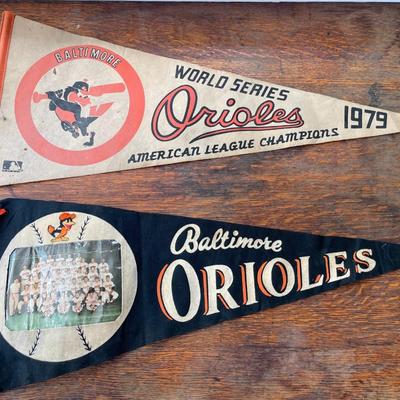 BALTIMORE
WORLD SERIES
Orioles
AMERICAN LEAGUE CHAMPIONS
1979
Baltimore
ORIOLES